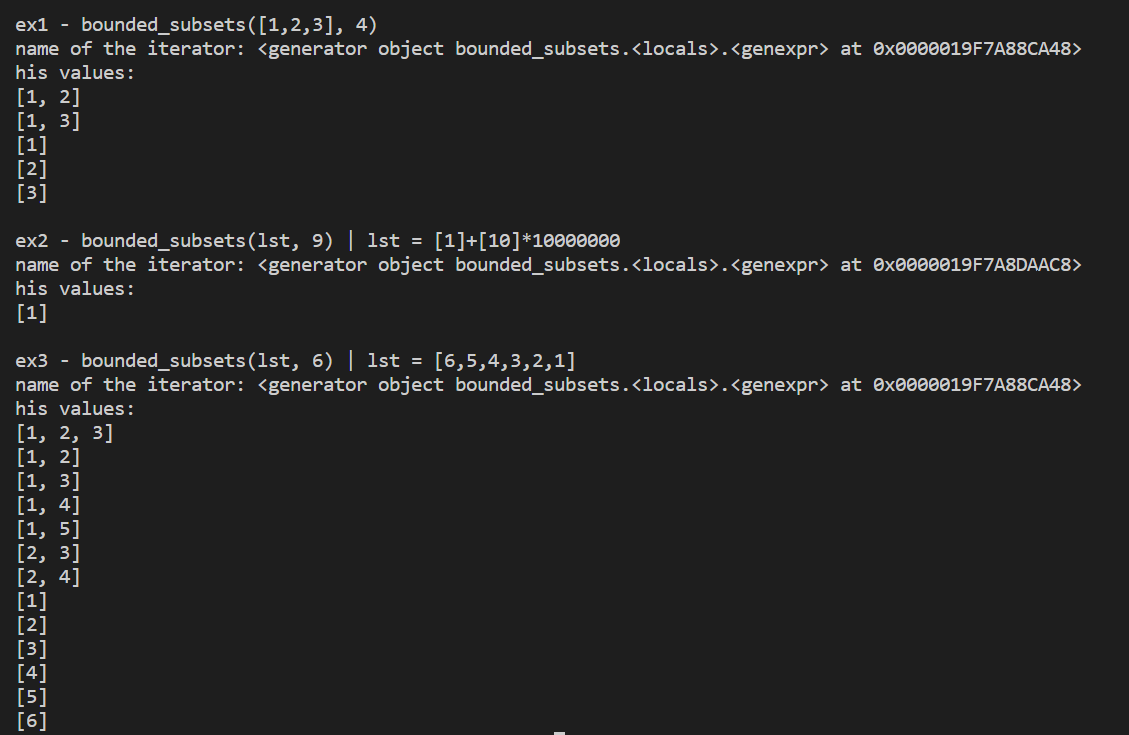 ex1 - bounded_subsets([1,2,3], 4)
name of the iterator: <generator object bounded_subsets.<locals>.<genexpr> at 0x0000019F7A88CA48>
his values:
[1, 2]
[1, 3]
[1]
[2]
[3]
ex2 - bounded_subsets(lst, 9) | lst = [1]+[10]*10000000
name of the iterator: <generator object bounded_subsets.<locals>.<genexpr> at 0x0000019F7A8DAAC8>
his values:
[1]
ex3 - bounded_subsets(lst, 6) | lst = [6,5,4,3,2,1]
name of the iterator: <generator object bounded_subsets.<locals>.<genexpr> at 0x0000019F7A88CA48>
his values:
[1, 2, 3]
[1, 2]
[1, 3]
[1, 4]
[1, 5]
[2, 3]
[2, 4]
[1]
[2]
[3]
[4]
[5]
[6]